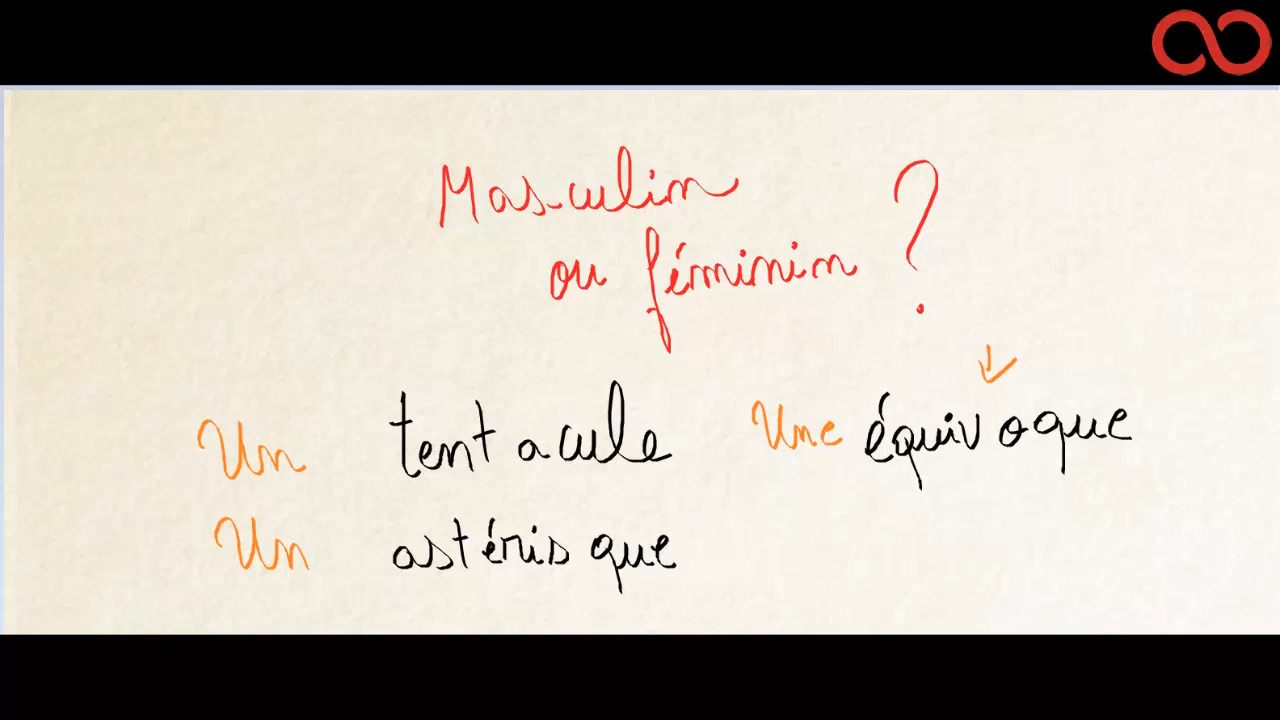 Masculin
ou féminin ?
Un tentacule
Une équivoque
Un astérisque